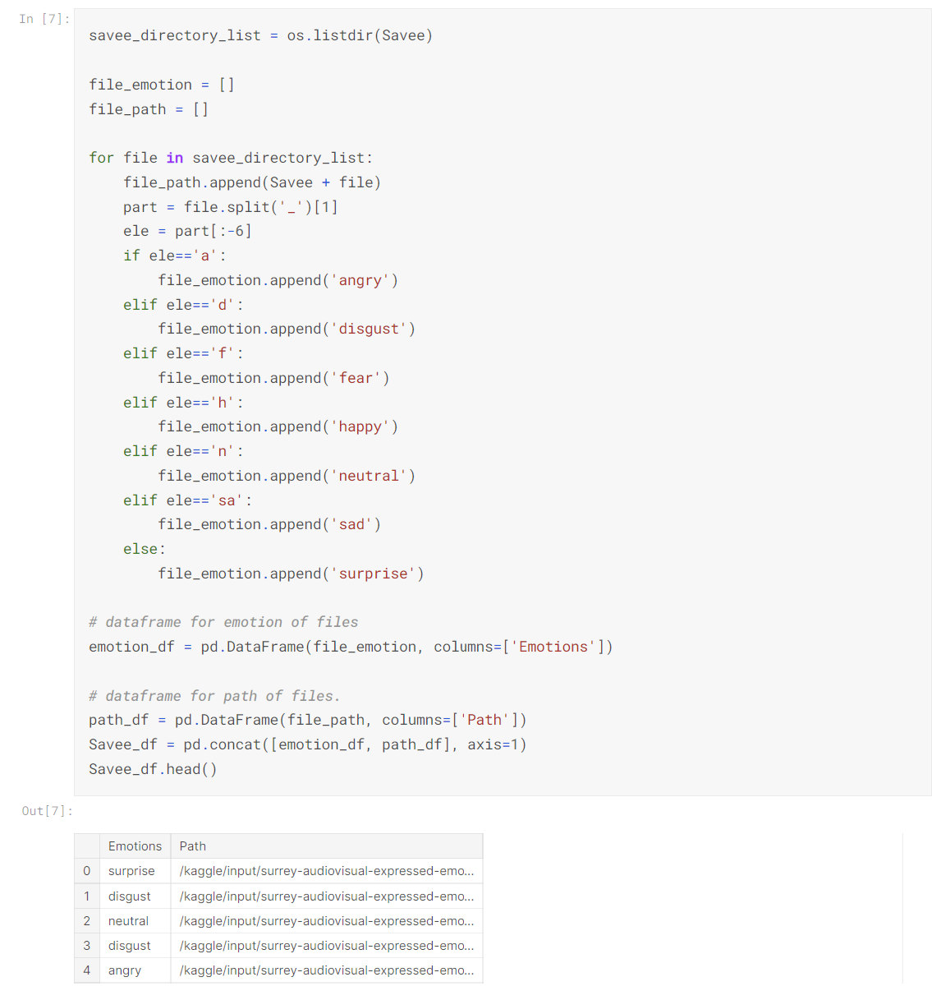 In [7]:
savee_directory_list = os.listdir(Savee)
file_emotion = []
file_path = []
for file in savee_directory_list:
    file_path.append(Savee + file)
    part = file.split('_')[1]
    ele = part[:-6]
    if ele=='a':
        file_emotion.append('angry')
    elif ele=='d':
        file_emotion.append('disgust')
    elif ele=='f':
        file_emotion.append('fear')
    elif ele=='h':
        file_emotion.append('happy')
    elif ele=='n':
        file_emotion.append('neutral')
    elif ele=='sa':
        file_emotion.append('sad')
    else:
        file_emotion.append('surprise')
# dataframe for emotion of files
emotion_df = pd.DataFrame(file_emotion, columns=['Emotions'])
# dataframe for path of files.
path_df = pd.DataFrame(file_path, columns=['Path'])
Savee_df = pd.concat([emotion_df, path_df], axis=1)
Savee_df.head()
Out[7]:
Emotions Path
0 surprise /kaggle/input/surrey-audiovisual-expressed-emo...
1 disgust /kaggle/input/surrey-audiovisual-expressed-emo...
2 neutral /kaggle/input/surrey-audiovisual-expressed-emo...
3 disgust /kaggle/input/surrey-audiovisual-expressed-emo...
4 angry /kaggle/input/surrey-audiovisual-expressed-emo...